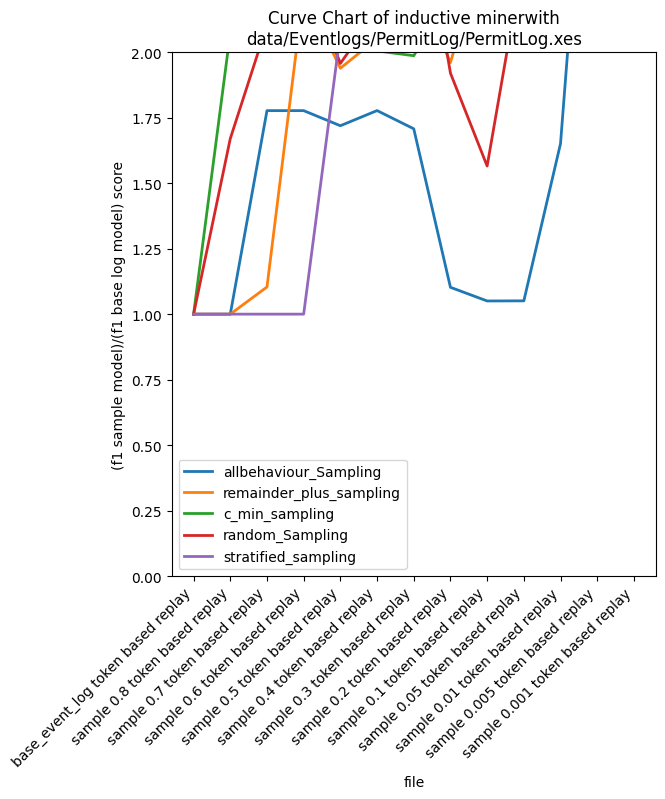 Curve Chart of inductive minerwith
data/Eventlogs/PermitLog/PermitLog.xes
(f1 sample model)/(f1 base log model) score
2.00
1.75
1.50
1.25
1.00
0.75
0.50
0.25
0.00
allbehaviour_Sampling
remainder_plus_sampling
c_min_sampling
random_Sampling
stratified_sampling
base_event_log token based replay
sample 0.8 token based replay
sample 0.7 token based replay
sample 0.6 token based replay
sample 0.5 token based replay
sample 0.4 token based replay
sample 0.3 token based replay
sample 0.2 token based replay
sample 0.1 token based replay
sample 0.05 token based replay
sample 0.01 token based replay
sample 0.005 token based replay
sample 0.001 token based replay
file